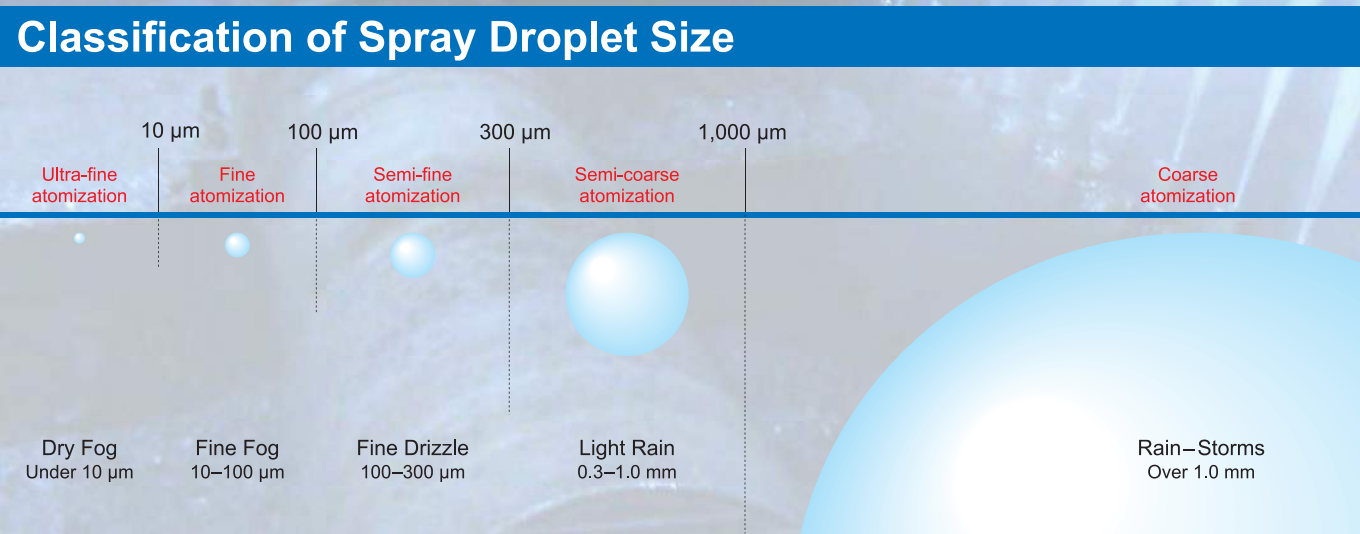 Classification of Spray Droplet Size
10 µm
100 µm
300 µm
1,000 µm
Ultra-fine
atomization
Fine
atomization
Semi-fine
atomization
Semi-coarse
atomization
Coarse
atomization
Dry Fog
Under 10 µm
Fine Fog
10–100 µm
Fine Drizzle
100–300 µm
Light Rain
0.3–1.0 mm
Rain–Storms
Over 1.0 mm